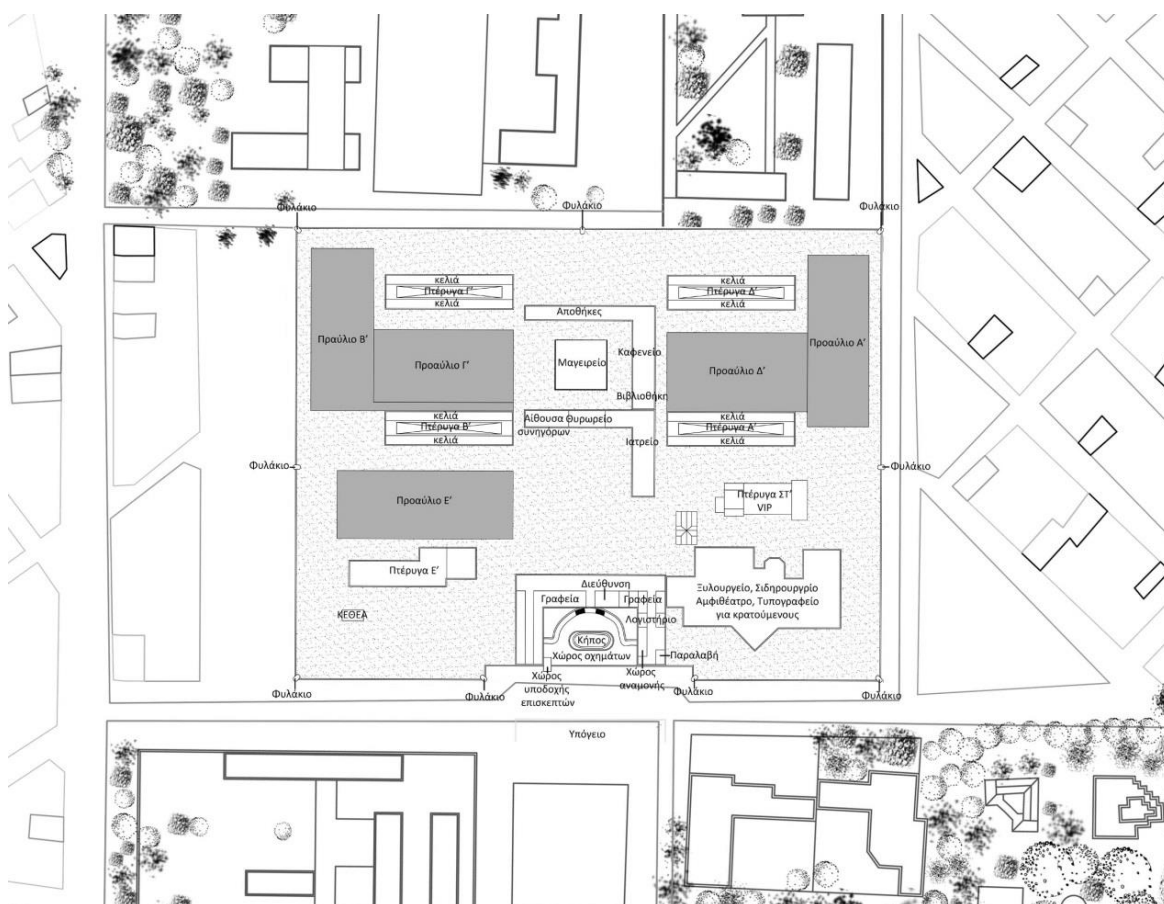 Φυλάκιο
Φυλάκιο
Φυλάκιο
κελιά
Πτέρυγα Γ'
κελιά
κελιά
Πτέρυγα Δ'
κελιά
Αποθήκες
Πραύλιο Β'
Προαύλιο Γ'
Μαγειρείο
Καφενείο
Προαύλιο Δ'
Προαύλιο Α'
Βιβλιοθήκη
κελιά
Πτέρυγα Β'
κελιά
Αίθουσα Θυρωρείο
συνηγόρων
Ιατρείο
κελιά
Πτέρυγα Α'
κελιά
Φυλάκιο
Φυλάκιο
Προαύλιο Ε'
Πτέρυγα ΣΤ'
VIP
Πτέρυγα Ε'
ΚΕΘΕΑ
Διεύθυνση
Γραφεία
Γραφεία
Λογιστήριο
Κήπος
Χώρος οχημάτων
Παραλαβή
Ξυλουργείο, Σιδηρουργρίο
Αμφιθέατρο, Τυπογραφείο
για κρατούμενους
Χώρος
υποδοχής
επισκεπτών
Χώρος
αναμονής
Φυλάκιο
Φυλάκιο
Φυλάκιο
Φυλάκιο
Υπόγειο